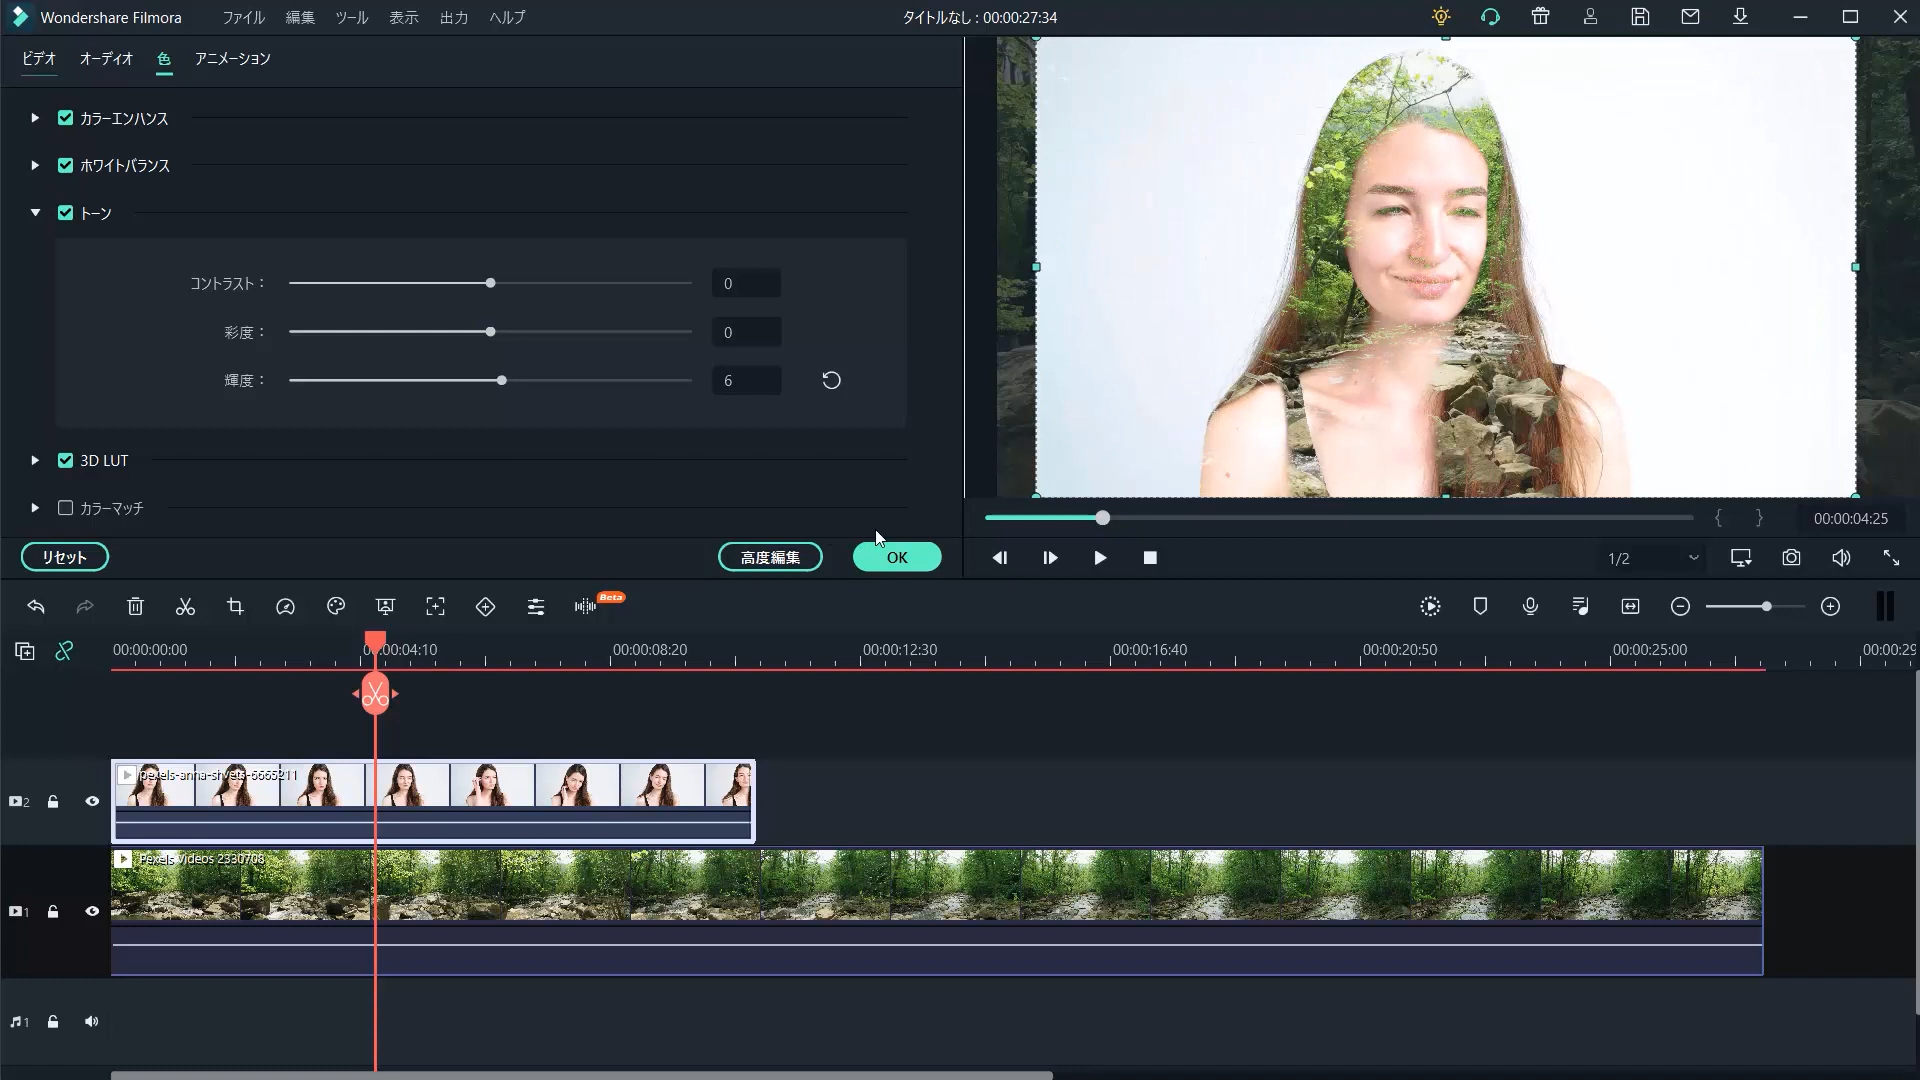 Wondershare Filmora ファイル 編集 ツール 表示 出力 ヘルプ タイトルなし : 00:00:27:34
ビデオ オーディオ 色 アニメーション
カラーエンハンス
ホワイトバランス
トーン
コントラスト : 0
彩度 : 0
輝度 : 6
3D LUT
カラーマッチ
リセット 高度編集 OK
{ } 00:00:04:25
1/2
Beta
00:00:00:00 00:00:04:10 00:00:08:20 00:00:12:30 00:00:16:40 00:00:20:50 00:00:25:00 00:00:29
pexels-anna-shvets-6665211
2
Pexels Videos 2330708
1
1